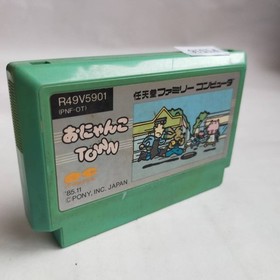 R49V5901
(PNF-OT)
任天堂ファミリーコンピュータ
おにゃんこ
TOWN
'85.11
©PONY, INC. JAPAN